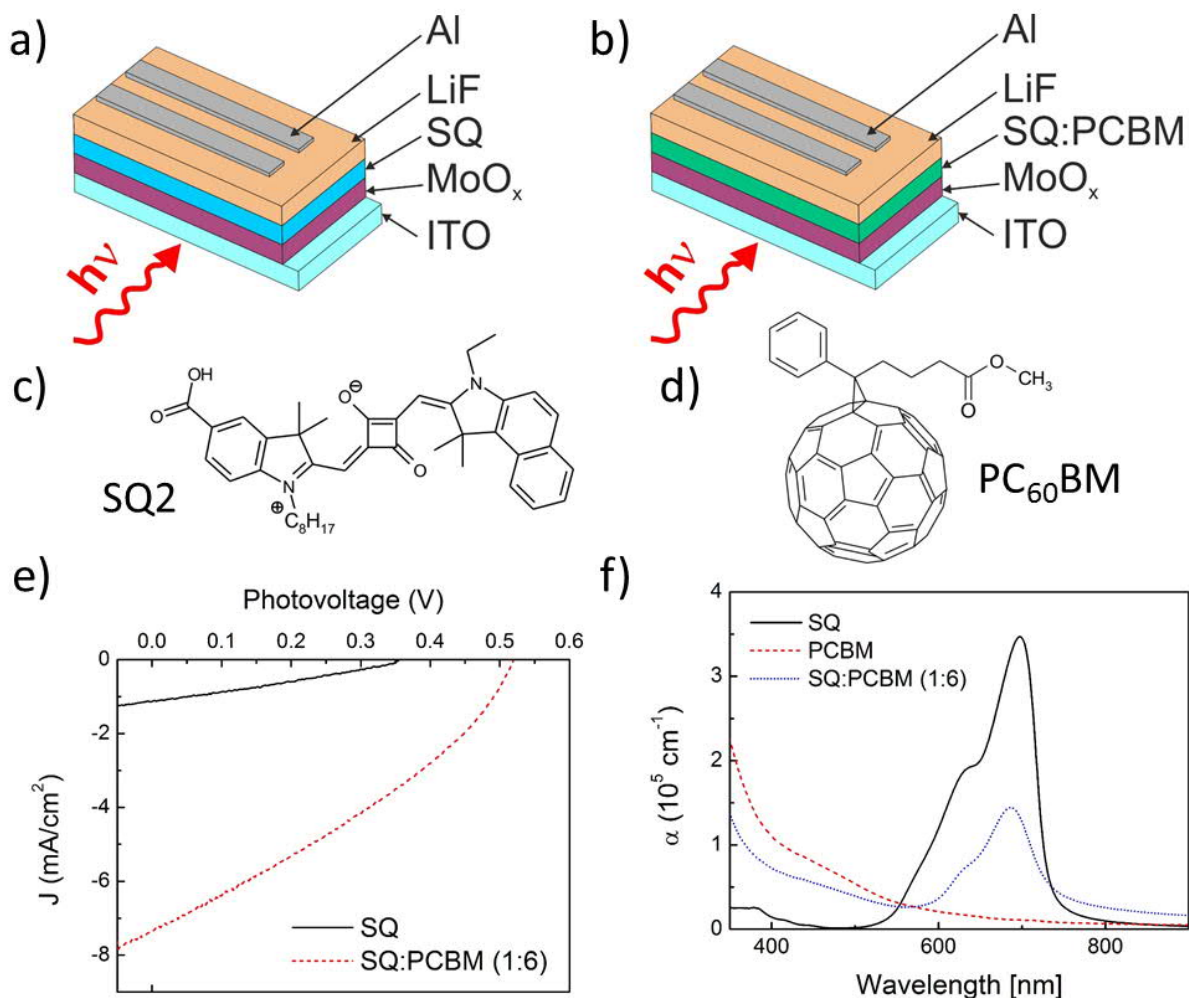 a)
Al
LiF
SQ
MoOₓ
ITO
hν
b)
Al
LiF
SQ:PCBM
MoOₓ
ITO
hν
c)
OH
O
O⊖
N
O
N
⊕
C₈H₁₇
SQ2
d)
O
CH₃
O
PC₆₀BM
e)
Photovoltage (V)
0.0 0.1 0.2 0.3 0.4 0.5 0.6
0
-2
-4
-6
-8
J (mA/cm²)
SQ
SQ:PCBM (1:6)
f)
4
3
2
1
0
α (10⁵ cm⁻¹)
SQ
PCBM
SQ:PCBM (1:6)
400 600 800
Wavelength [nm]